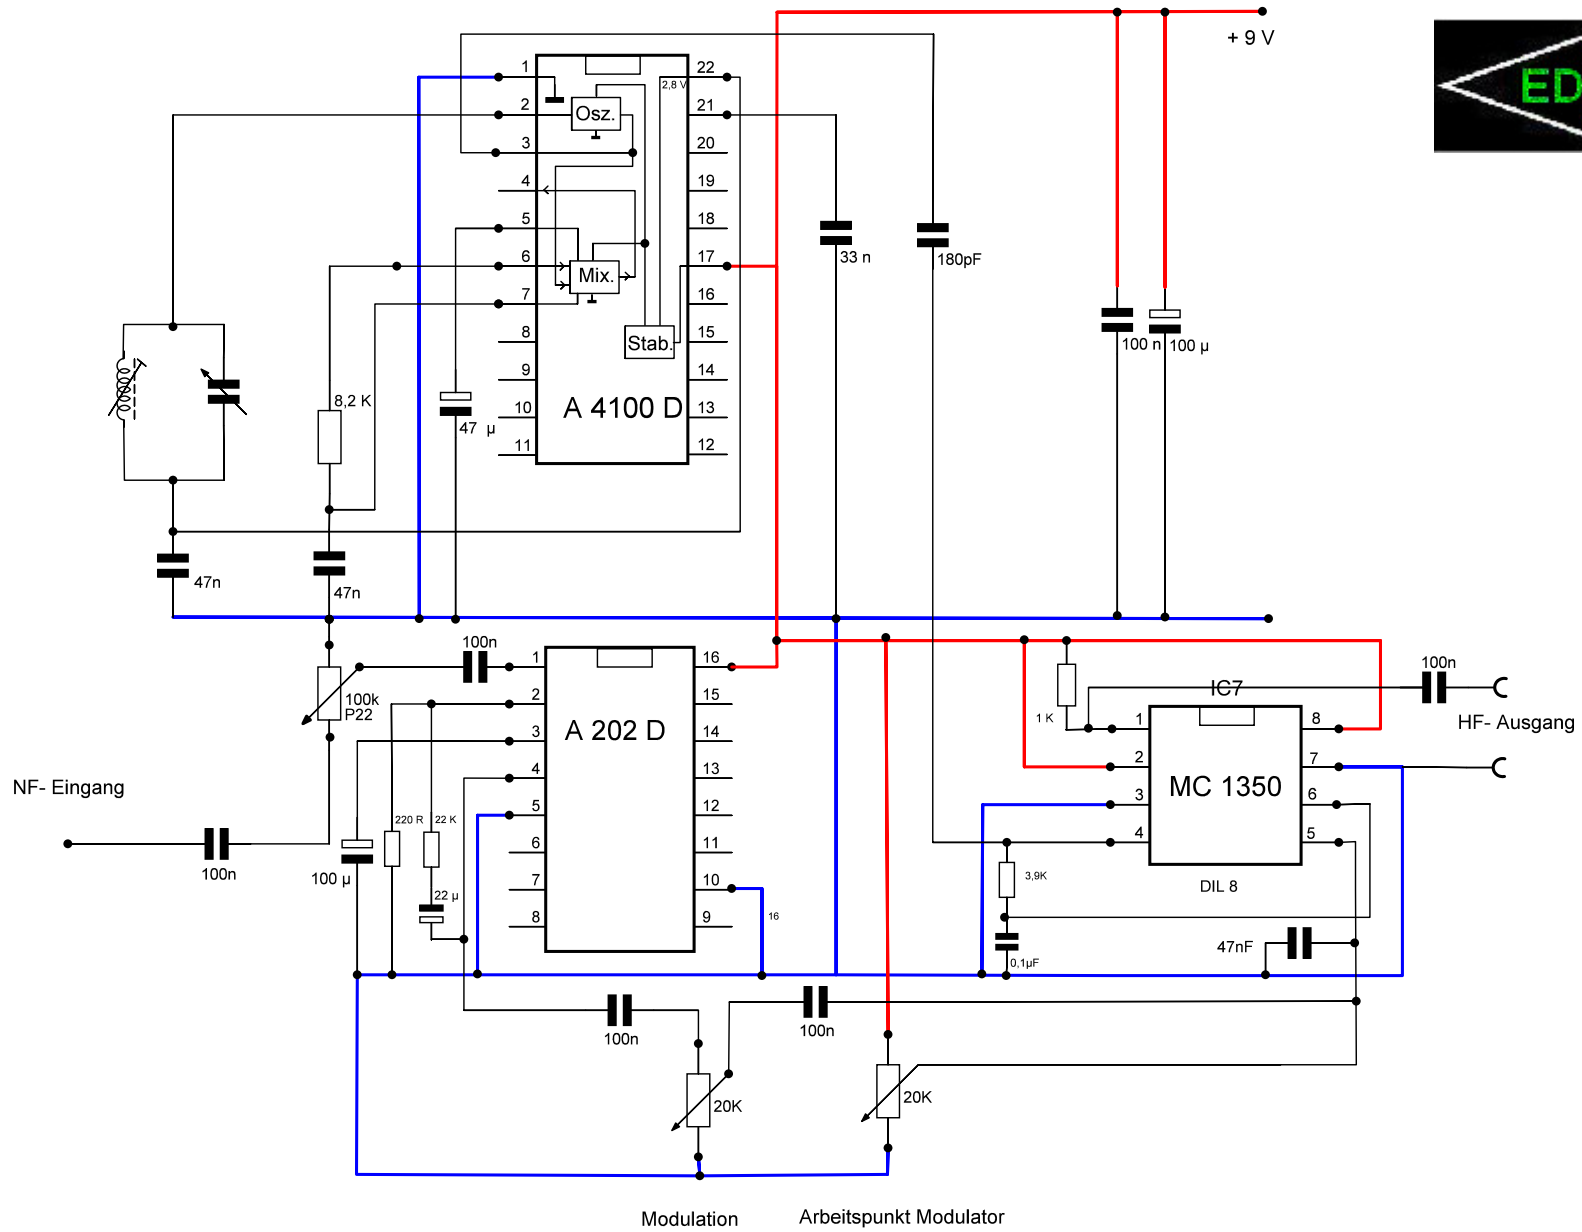 + 9 V
ED
1
2
3
4
5
6
7
8
9
10
11
22
21
20
19
18
17
16
15
14
13
12
2,8 V
Osz.
Mix.
Stab.
A 4100 D
33 n
180pF
100 n
100 µ
8,2 K
47 µ
47n
47n
100n
100k
P22
1
2
3
4
5
6
7
8
16
15
14
13
12
11
10
9
A 202 D
NF- Eingang
100n
100 µ
220 R
22 K
22 µ
16
1 K
IC7
100n
HF- Ausgang
1
2
3
4
8
7
6
5
MC 1350
DIL 8
3,9K
0,1µF
47nF
100n
100n
20K
20K
Modulation
Arbeitspunkt Modulator